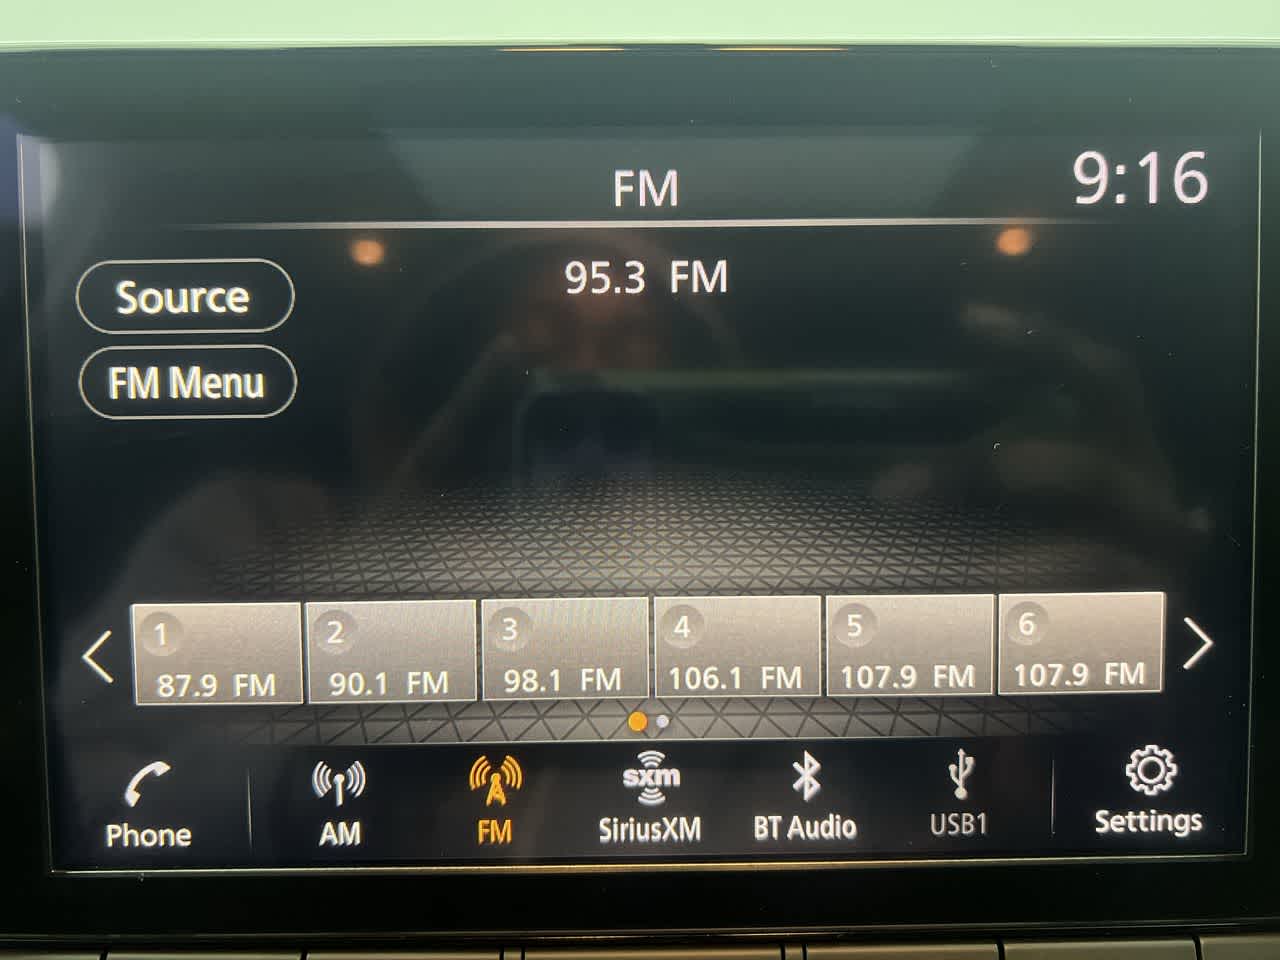 FM
9:16
95.3 FM
Source
FM Menu
1
87.9 FM
2
90.1 FM
3
98.1 FM
4
106.1 FM
5
107.9 FM
6
107.9 FM
Phone
AM
FM
sxm
SiriusXM
BT Audio
USB1
Settings